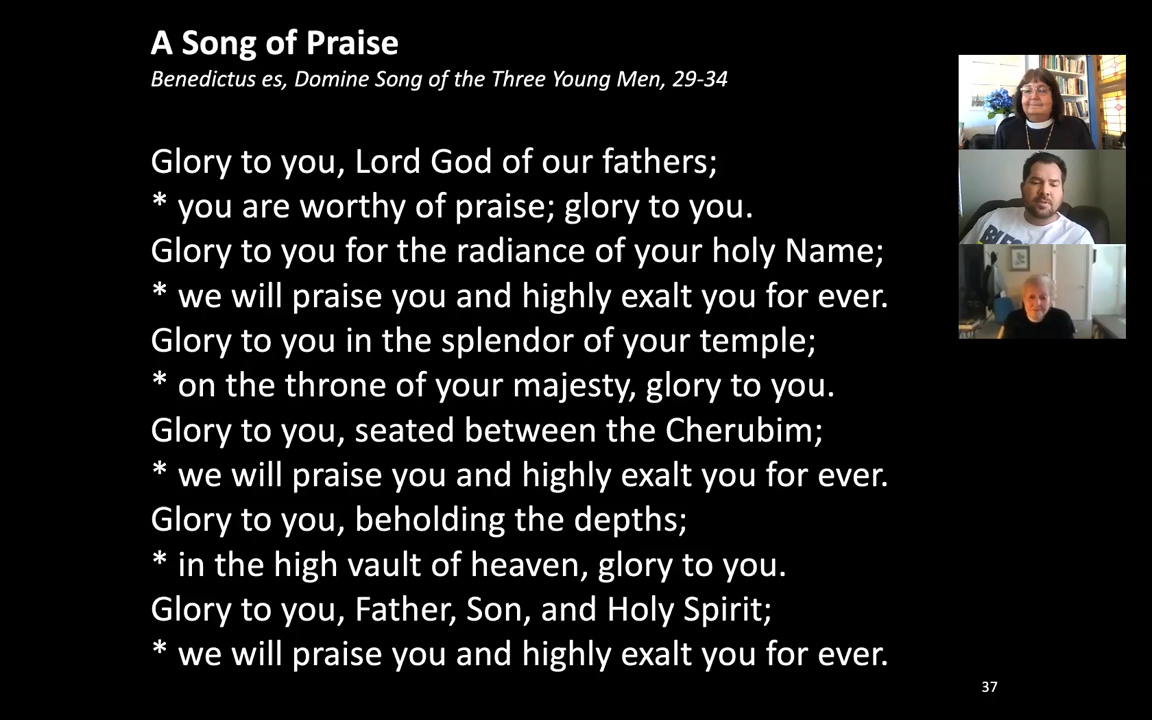 A Song of Praise
Benedictus es, Domine Song of the Three Young Men, 29-34
Glory to you, Lord God of our fathers;
* you are worthy of praise; glory to you.
Glory to you for the radiance of your holy Name;
* we will praise you and highly exalt you for ever.
Glory to you in the splendor of your temple;
* on the throne of your majesty, glory to you.
Glory to you, seated between the Cherubim;
* we will praise you and highly exalt you for ever.
Glory to you, beholding the depths;
* in the high vault of heaven, glory to you.
Glory to you, Father, Son, and Holy Spirit;
* we will praise you and highly exalt you for ever.
37